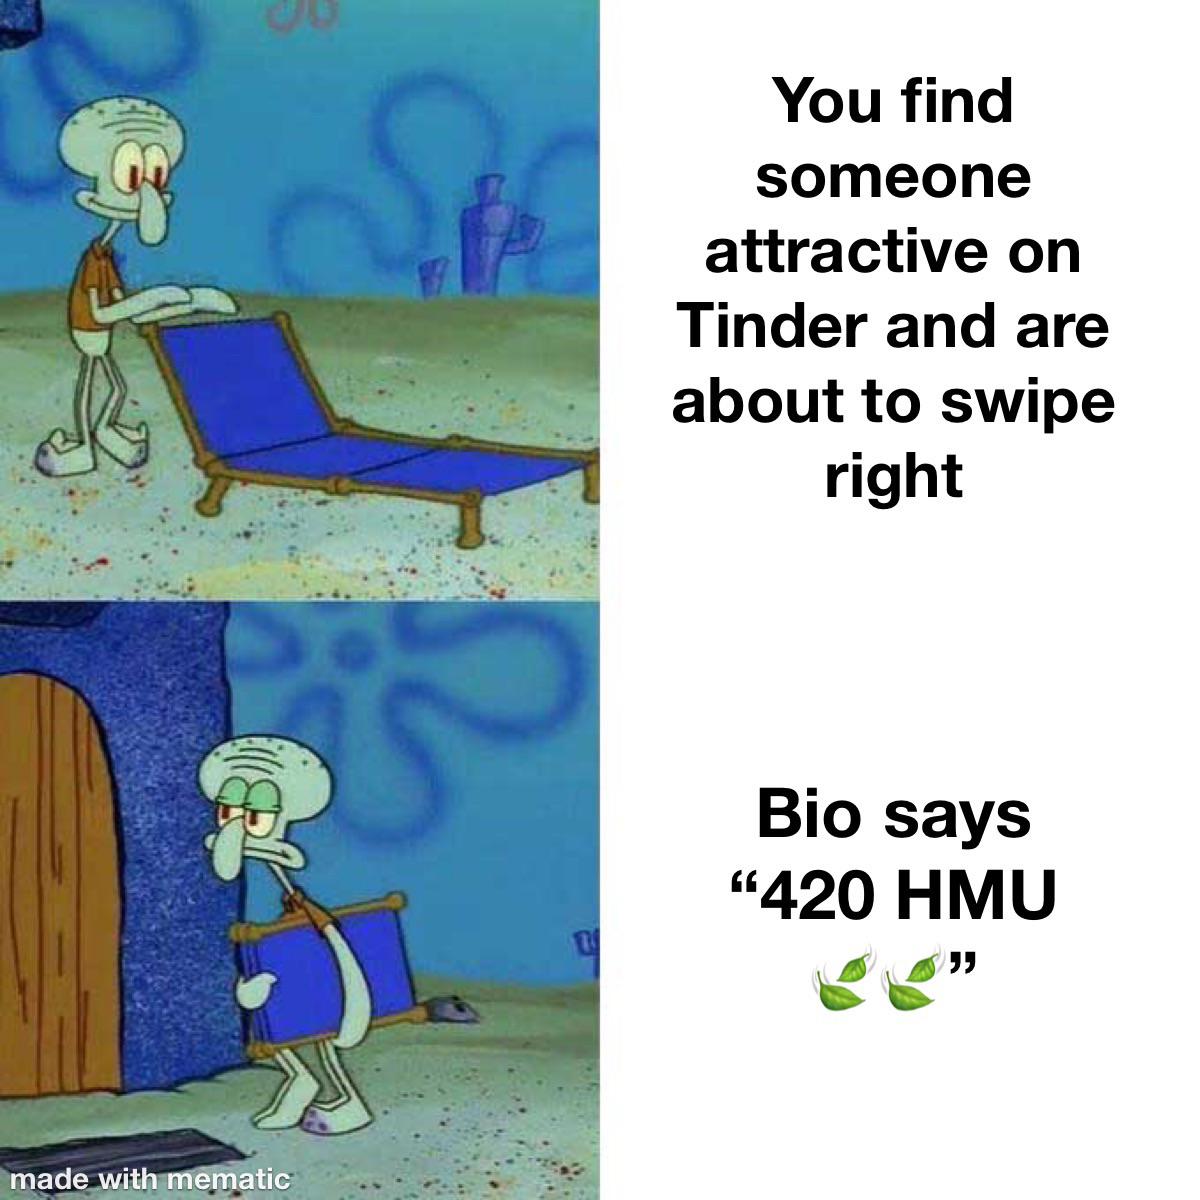 You find
someone
attractive on
Tinder and are
about to swipe
right
Bio says
“420 HMU
🍃🍃”
made with mematic